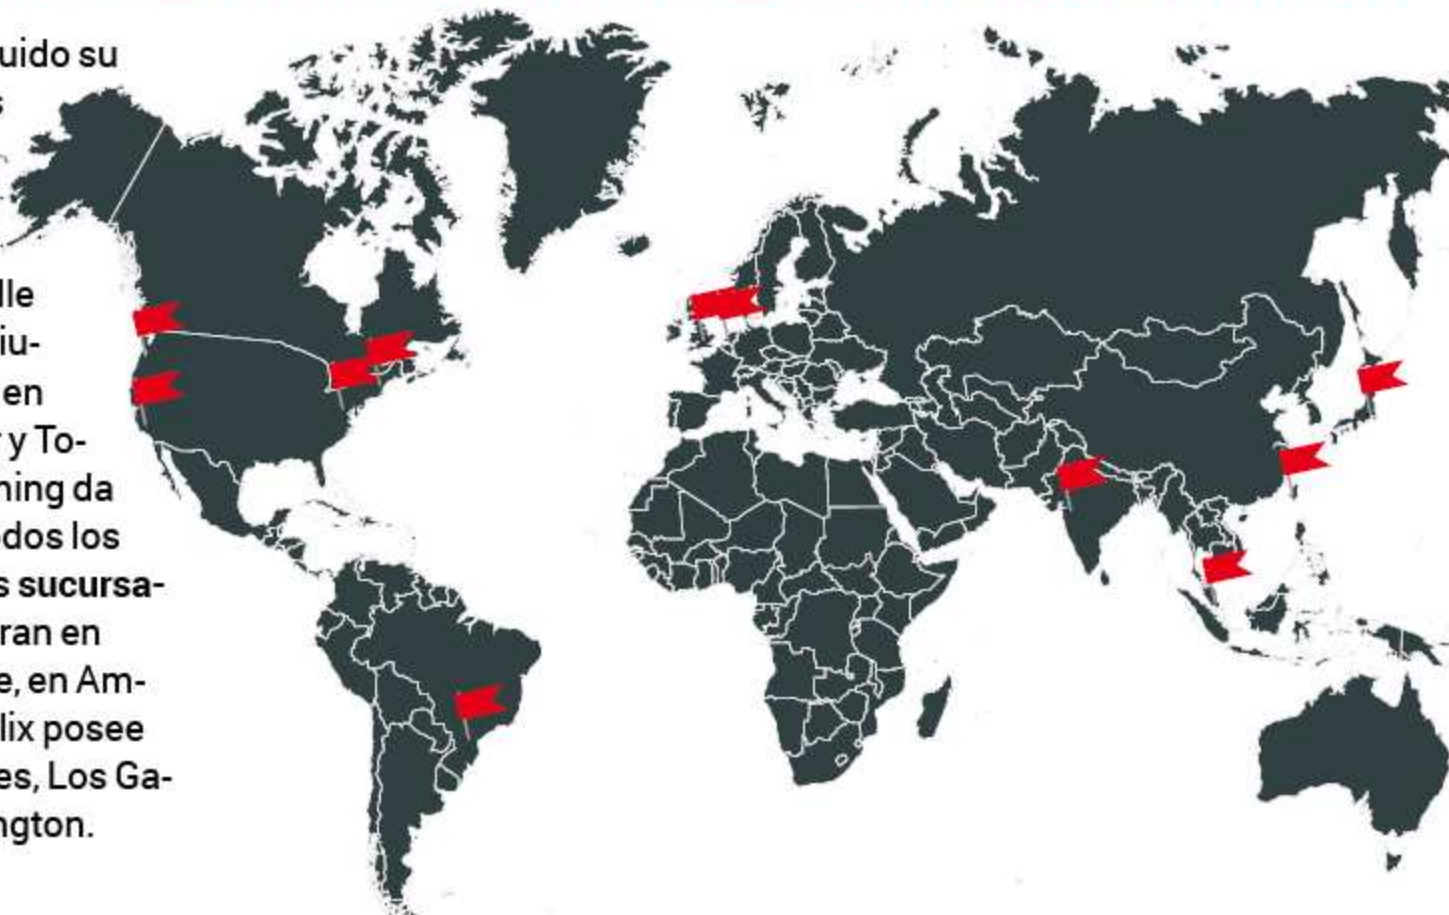 uido su
s
lle
iu-
en
y To-
ning da
dos los
s sucursa-
ran en
e, en Am-
lix posee
es, Los Ga-
ngton.